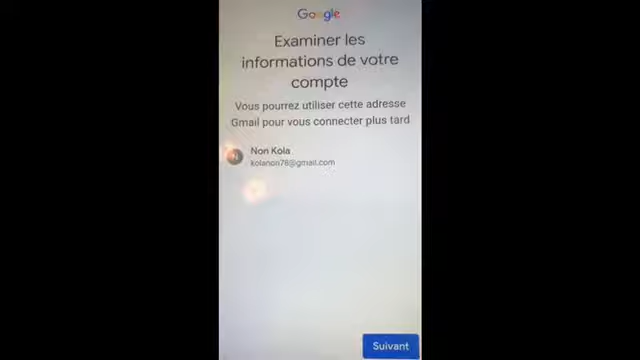 Google
Examiner les
informations de votre
compte
Vous pourrez utiliser cette adresse
Gmail pour vous connecter plus tard
Non Kola
kolanon78@gmail.com
Suivant